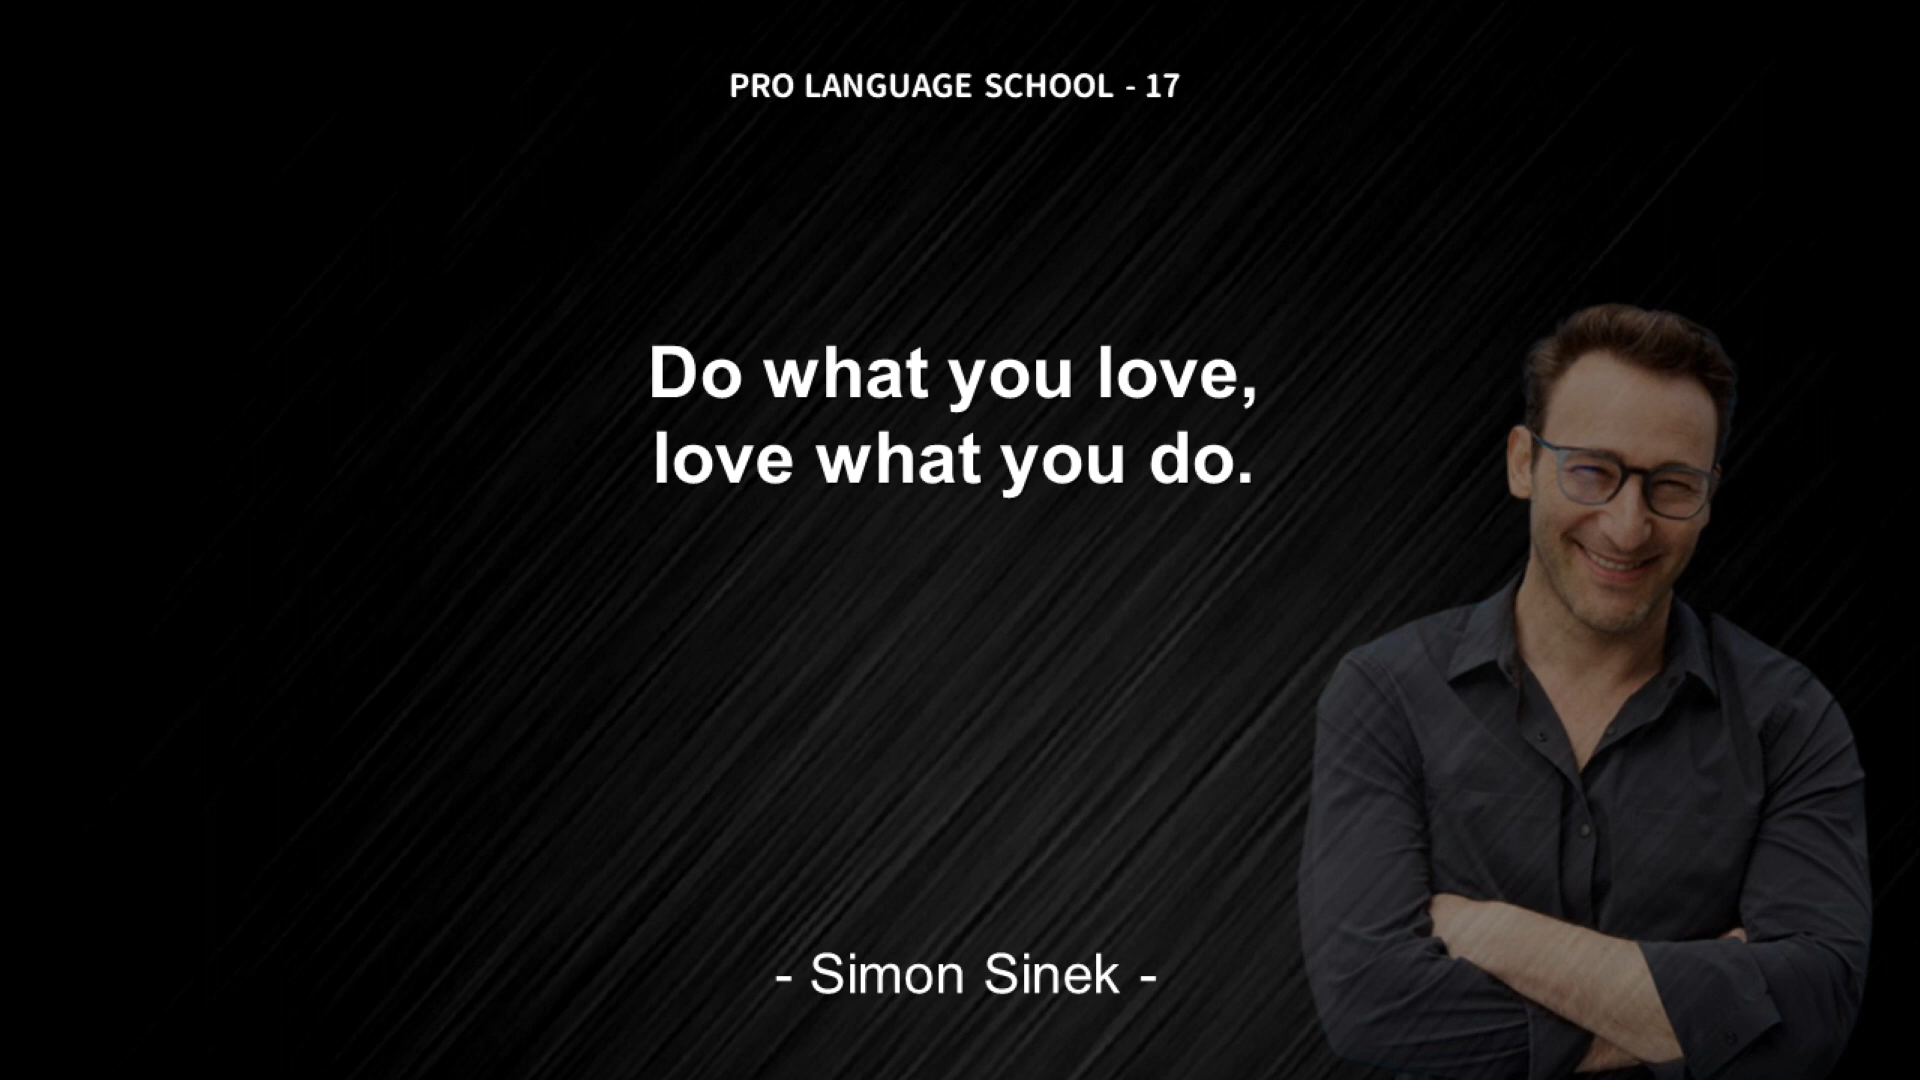 PRO LANGUAGE SCHOOL - 17
Do what you love,
love what you do.
- Simon Sinek -